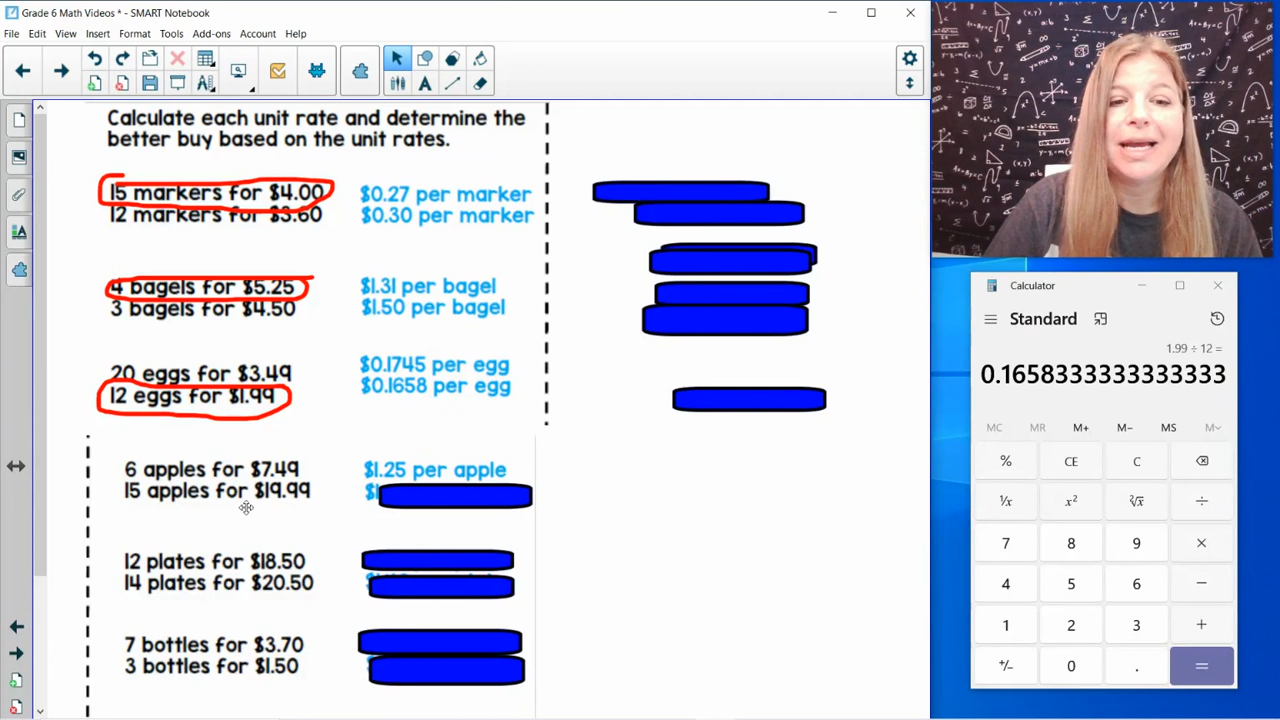 Grade 6 Math Videos * - SMART Notebook
File Edit View Insert Format Tools Add-ons Account Help
Calculate each unit rate and determine the
better buy based on the unit rates.
15 markers for $4.00 $0.27 per marker
12 markers for $3.60 $0.30 per marker
4 bagels for $5.25 $1.31 per bagel
3 bagels for $4.50 $1.50 per bagel
20 eggs for $3.49 $0.1745 per egg
12 eggs for $1.99 $0.1658 per egg
6 apples for $7.49 $1.25 per apple
15 apples for $19.99
12 plates for $18.50
14 plates for $20.50
7 bottles for $3.70
3 bottles for $1.50
Calculator
Standard
1.99 ÷ 12 =
0.1658333333333333
MC MR M+ M− MS M˅
% CE C
¹/x x² ²√x ÷
7 8 9 ×
4 5 6 −
1 2 3 +
+/− 0 . =